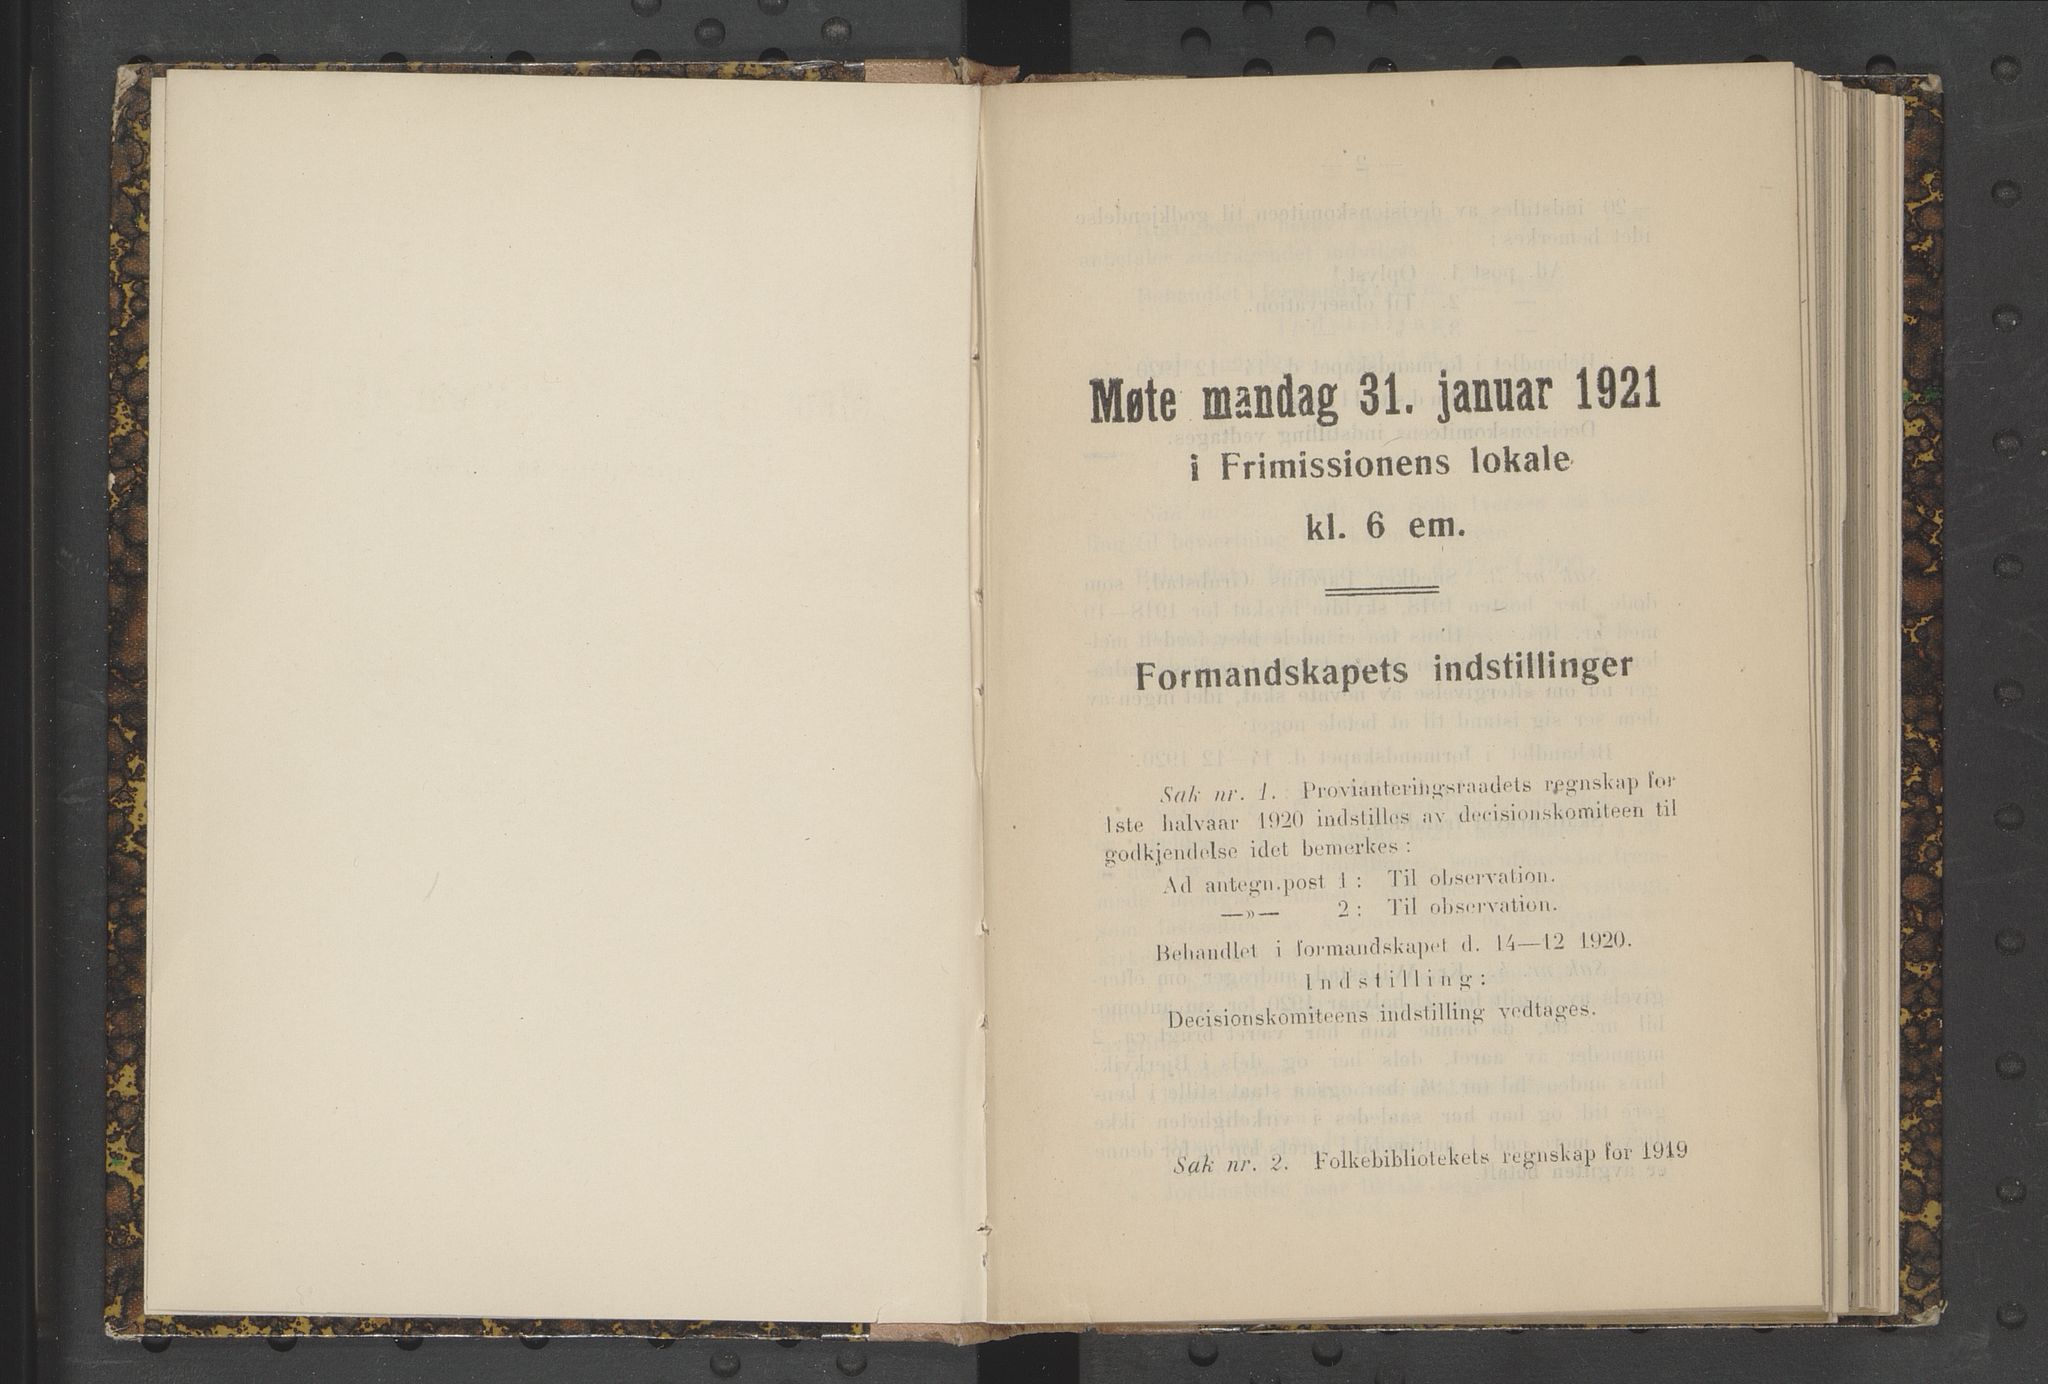 Møte mandag 31. januar 1921
i Frimissionens lokale
kl. 6 em.
Formandskapets indstillinger
Sak nr. 1. Provianteringsraadets regnskap for
1ste halvaar 1920 indstilles av decisionskomiteen til
godkjendelse idet bemerkes:
Ad antegn.post 1: Til observation.
—»— 2: Til observation.
Behandlet i formandskapet d. 14—12 1920.
Indstilling:
Decisionskomiteens indstilling vedtages.
Sak nr. 2. Folkebibliotekets regnskap for 1919